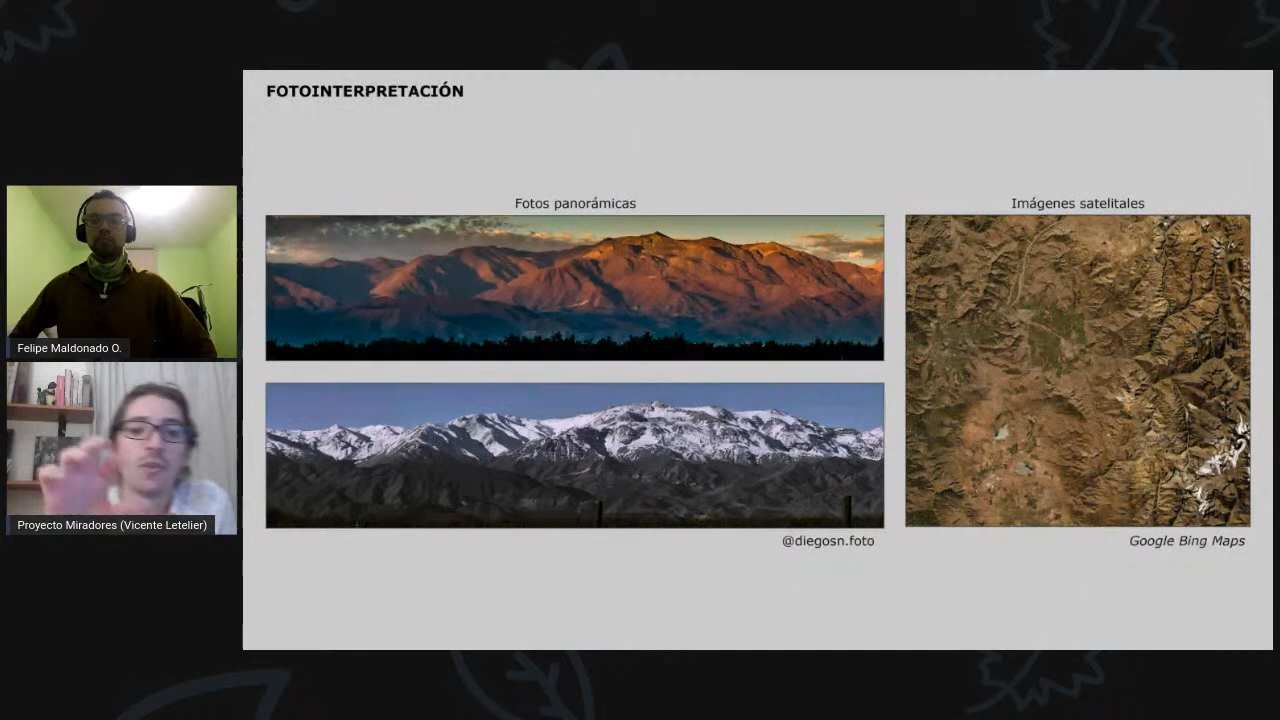 FOTOINTERPRETACIÓN
Fotos panorámicas
Imágenes satelitales
@diegosn.foto
Google Bing Maps
Felipe Maldonado O.
Proyecto Miradores (Vicente Letelier)